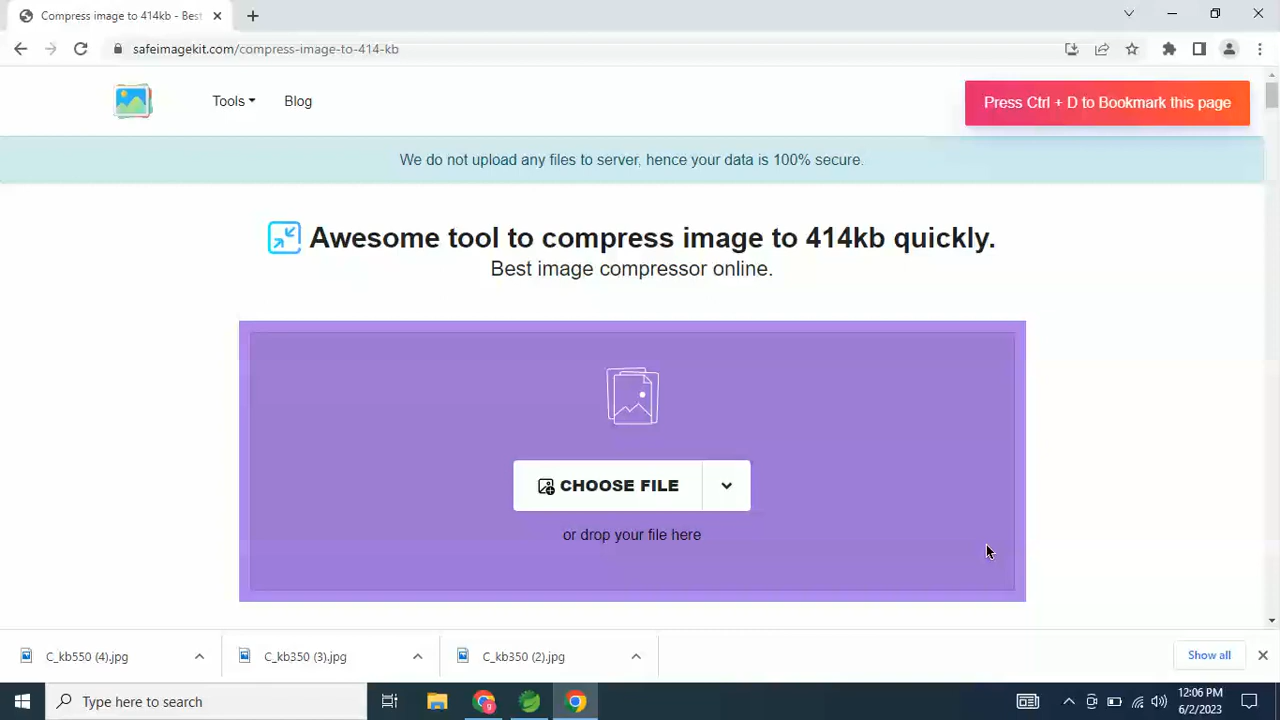 Compress image to 414kb - Bes
safeimagekit.com/compress-image-to-414-kb
Tools
Blog
Press Ctrl + D to Bookmark this page
We do not upload any files to server, hence your data is 100% secure.
Awesome tool to compress image to 414kb quickly.
Best image compressor online.
CHOOSE FILE
or drop your file here
C_kb550 (4).jpg
C_kb350 (3).jpg
C_kb350 (2).jpg
Show all
Type here to search
12:06 PM
6/2/2023